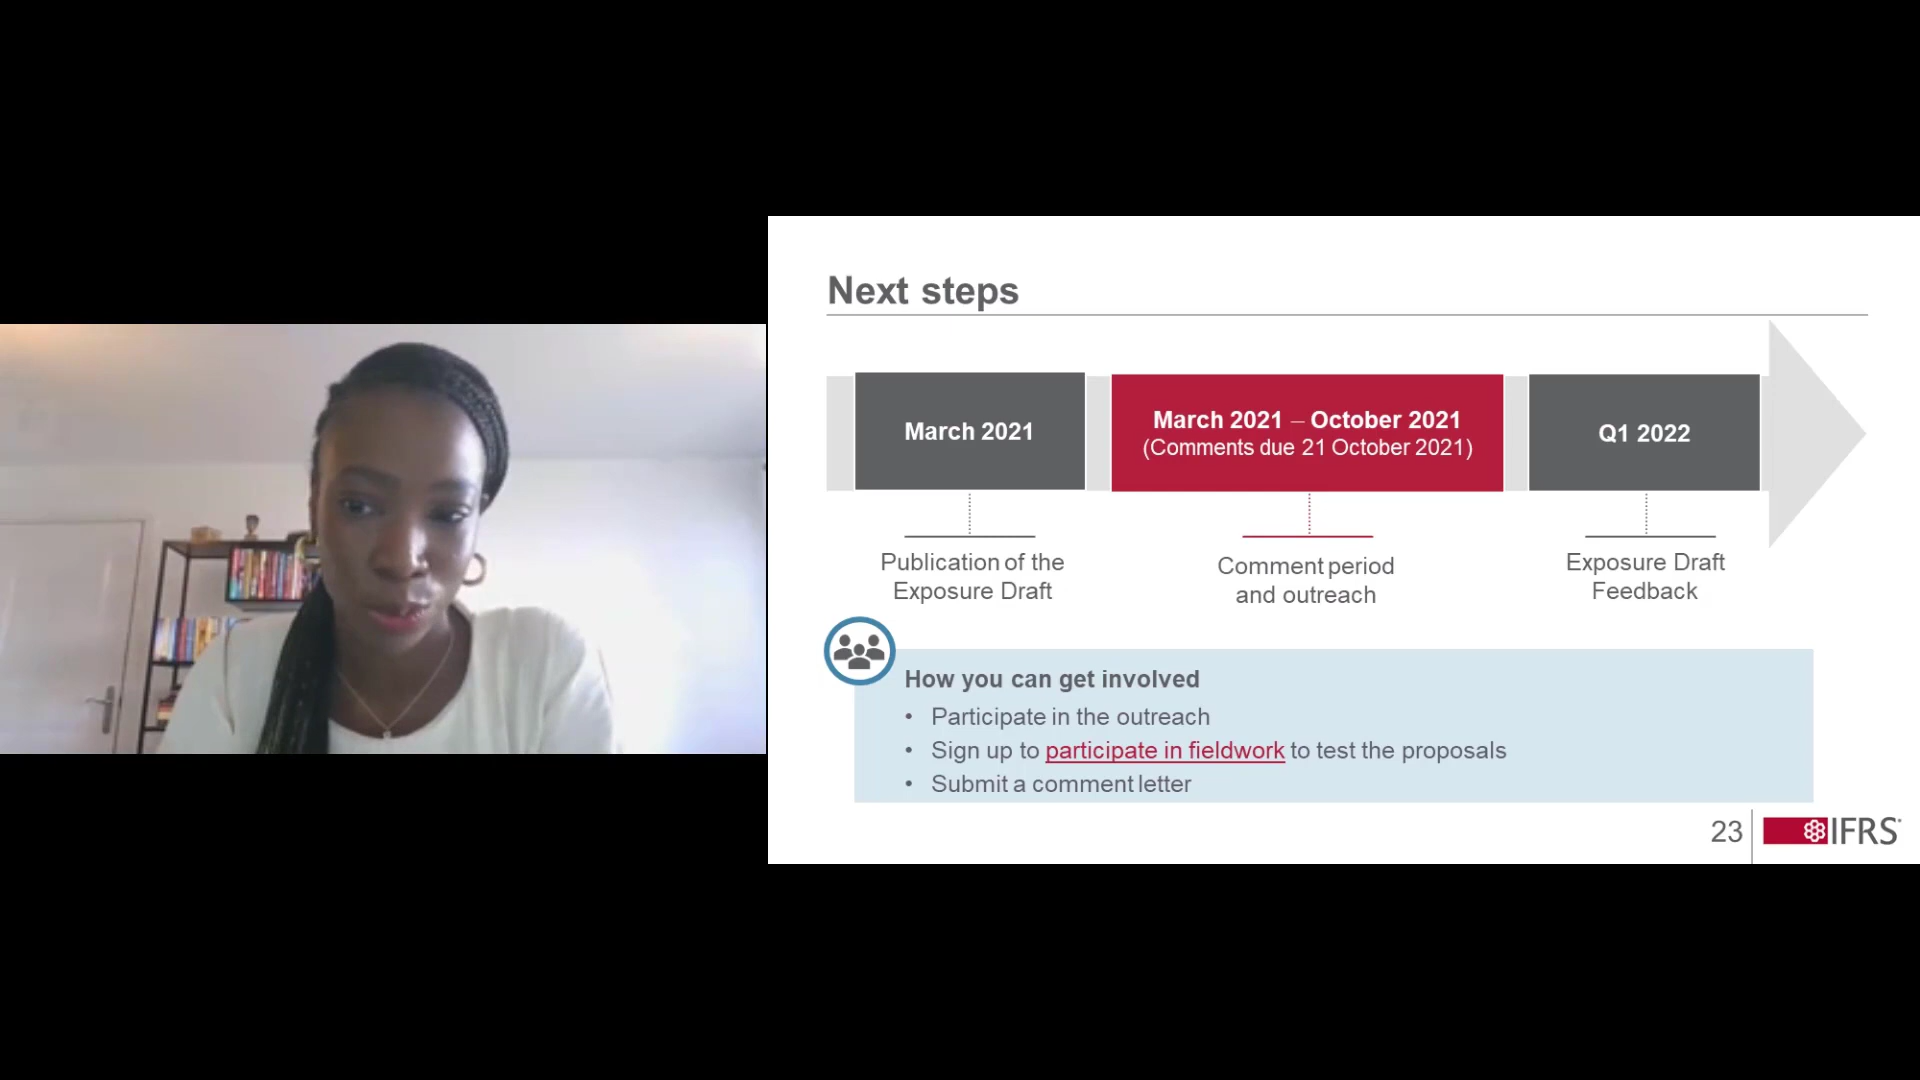 Next steps
March 2021
March 2021 – October 2021
(Comments due 21 October 2021)
Q1 2022
Publication of the
Exposure Draft
Comment period
and outreach
Exposure Draft
Feedback
How you can get involved
• Participate in the outreach
• Sign up to participate in fieldwork to test the proposals
• Submit a comment letter
23
IFRS®